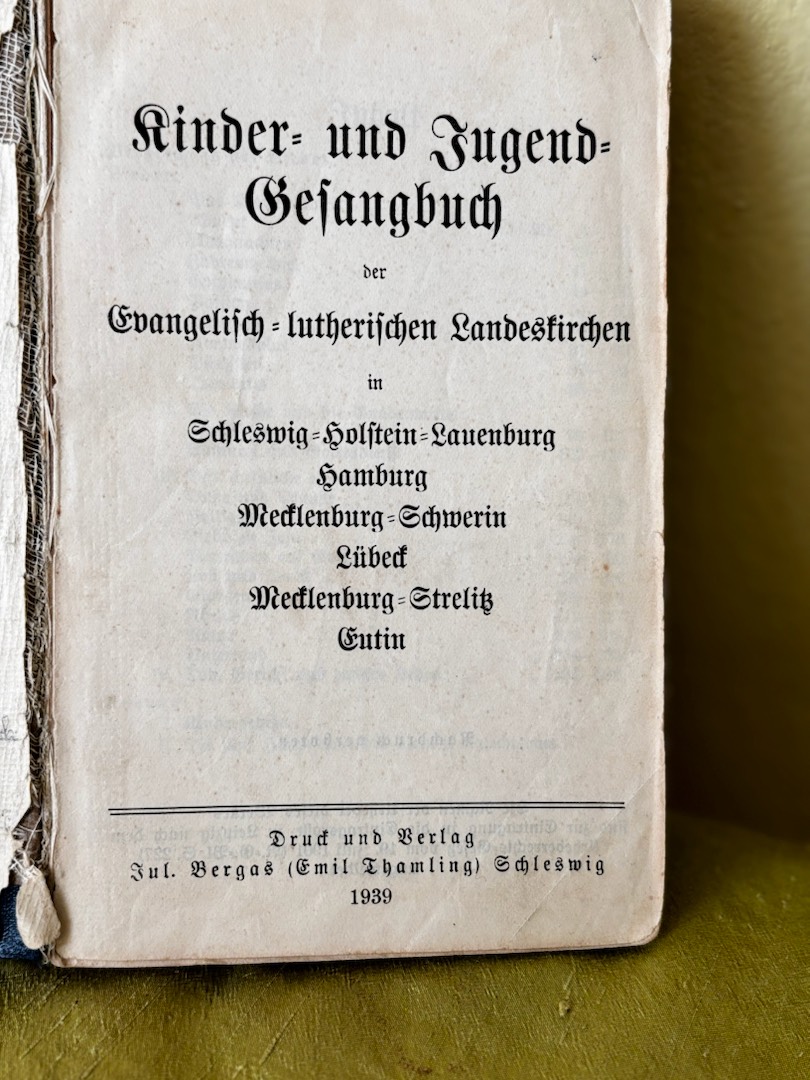 Kinder- und Jugend-
Gesangbuch
der
Evangelisch-lutherischen Landeskirchen
in
Schleswig-Holstein-Lauenburg
Hamburg
Mecklenburg-Schwerin
Lübeck
Mecklenburg-Strelitz
Eutin
Druck und Verlag
Jul. Bergas (Emil Thamling) Schleswig
1939